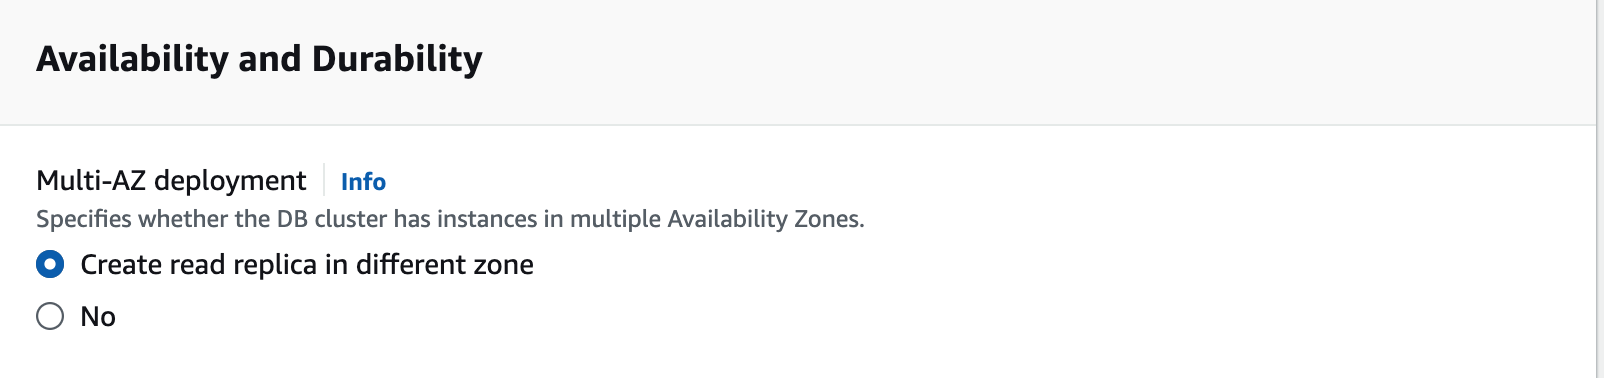 Availability and Durability
Multi-AZ deployment Info
Specifies whether the DB cluster has instances in multiple Availability Zones.
Create read replica in different zone
No